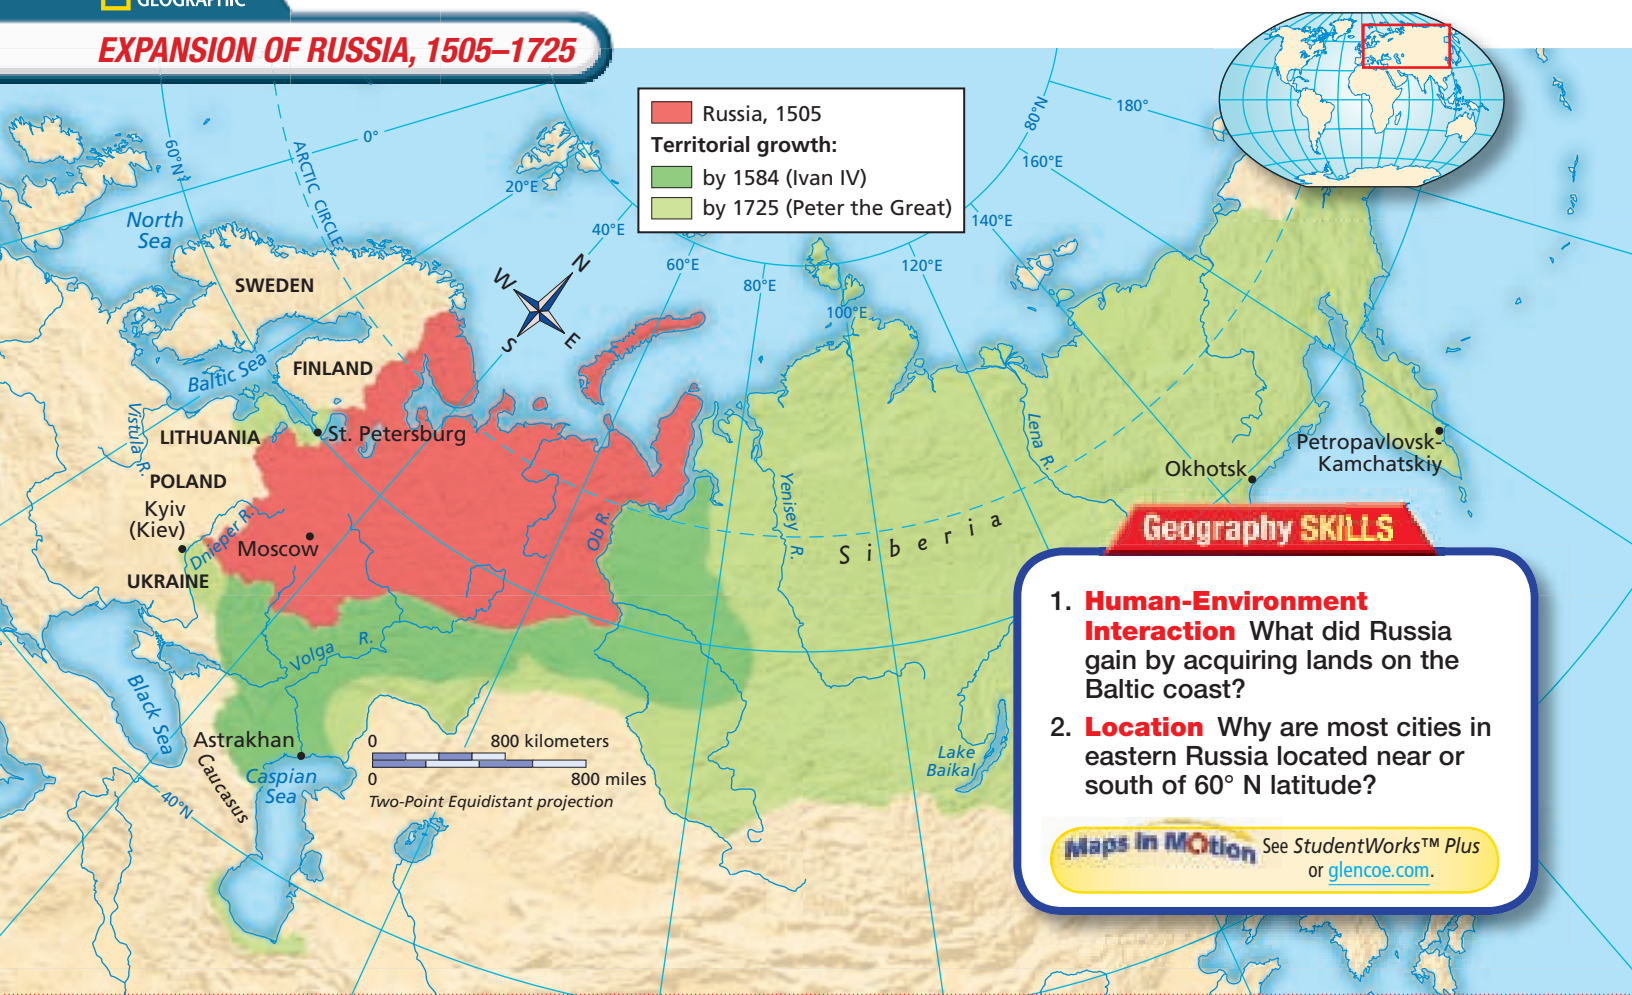 GEOGRAPHIC
EXPANSION OF RUSSIA, 1505–1725
Russia, 1505
Territorial growth:
by 1584 (Ivan IV)
by 1725 (Peter the Great)
60°N
ARCTIC CIRCLE
0°
20°E
40°E
60°E
80°E
100°E
120°E
140°E
160°E
180°
80°N
North
Sea
SWEDEN
N
W
S
E
FINLAND
Baltic Sea
Vistula R.
LITHUANIA
St. Petersburg
POLAND
Kyiv
(Kiev)
Dnieper R.
Moscow
UKRAINE
Ob R.
Yenisey R.
Siberia
Lena R.
Okhotsk
Petropavlovsk-
Kamchatskiy
Volga R.
Black Sea
Astrakhan
Caspian
Sea
Caucasus
40°N
Lake
Baikal
0 800 kilometers
0 800 miles
Two-Point Equidistant projection
Geography SKILLS
1. Human-Environment
Interaction What did Russia
gain by acquiring lands on the
Baltic coast?
2. Location Why are most cities in
eastern Russia located near or
south of 60° N latitude?
Maps In MOtion See StudentWorks™ Plus
or glencoe.com.